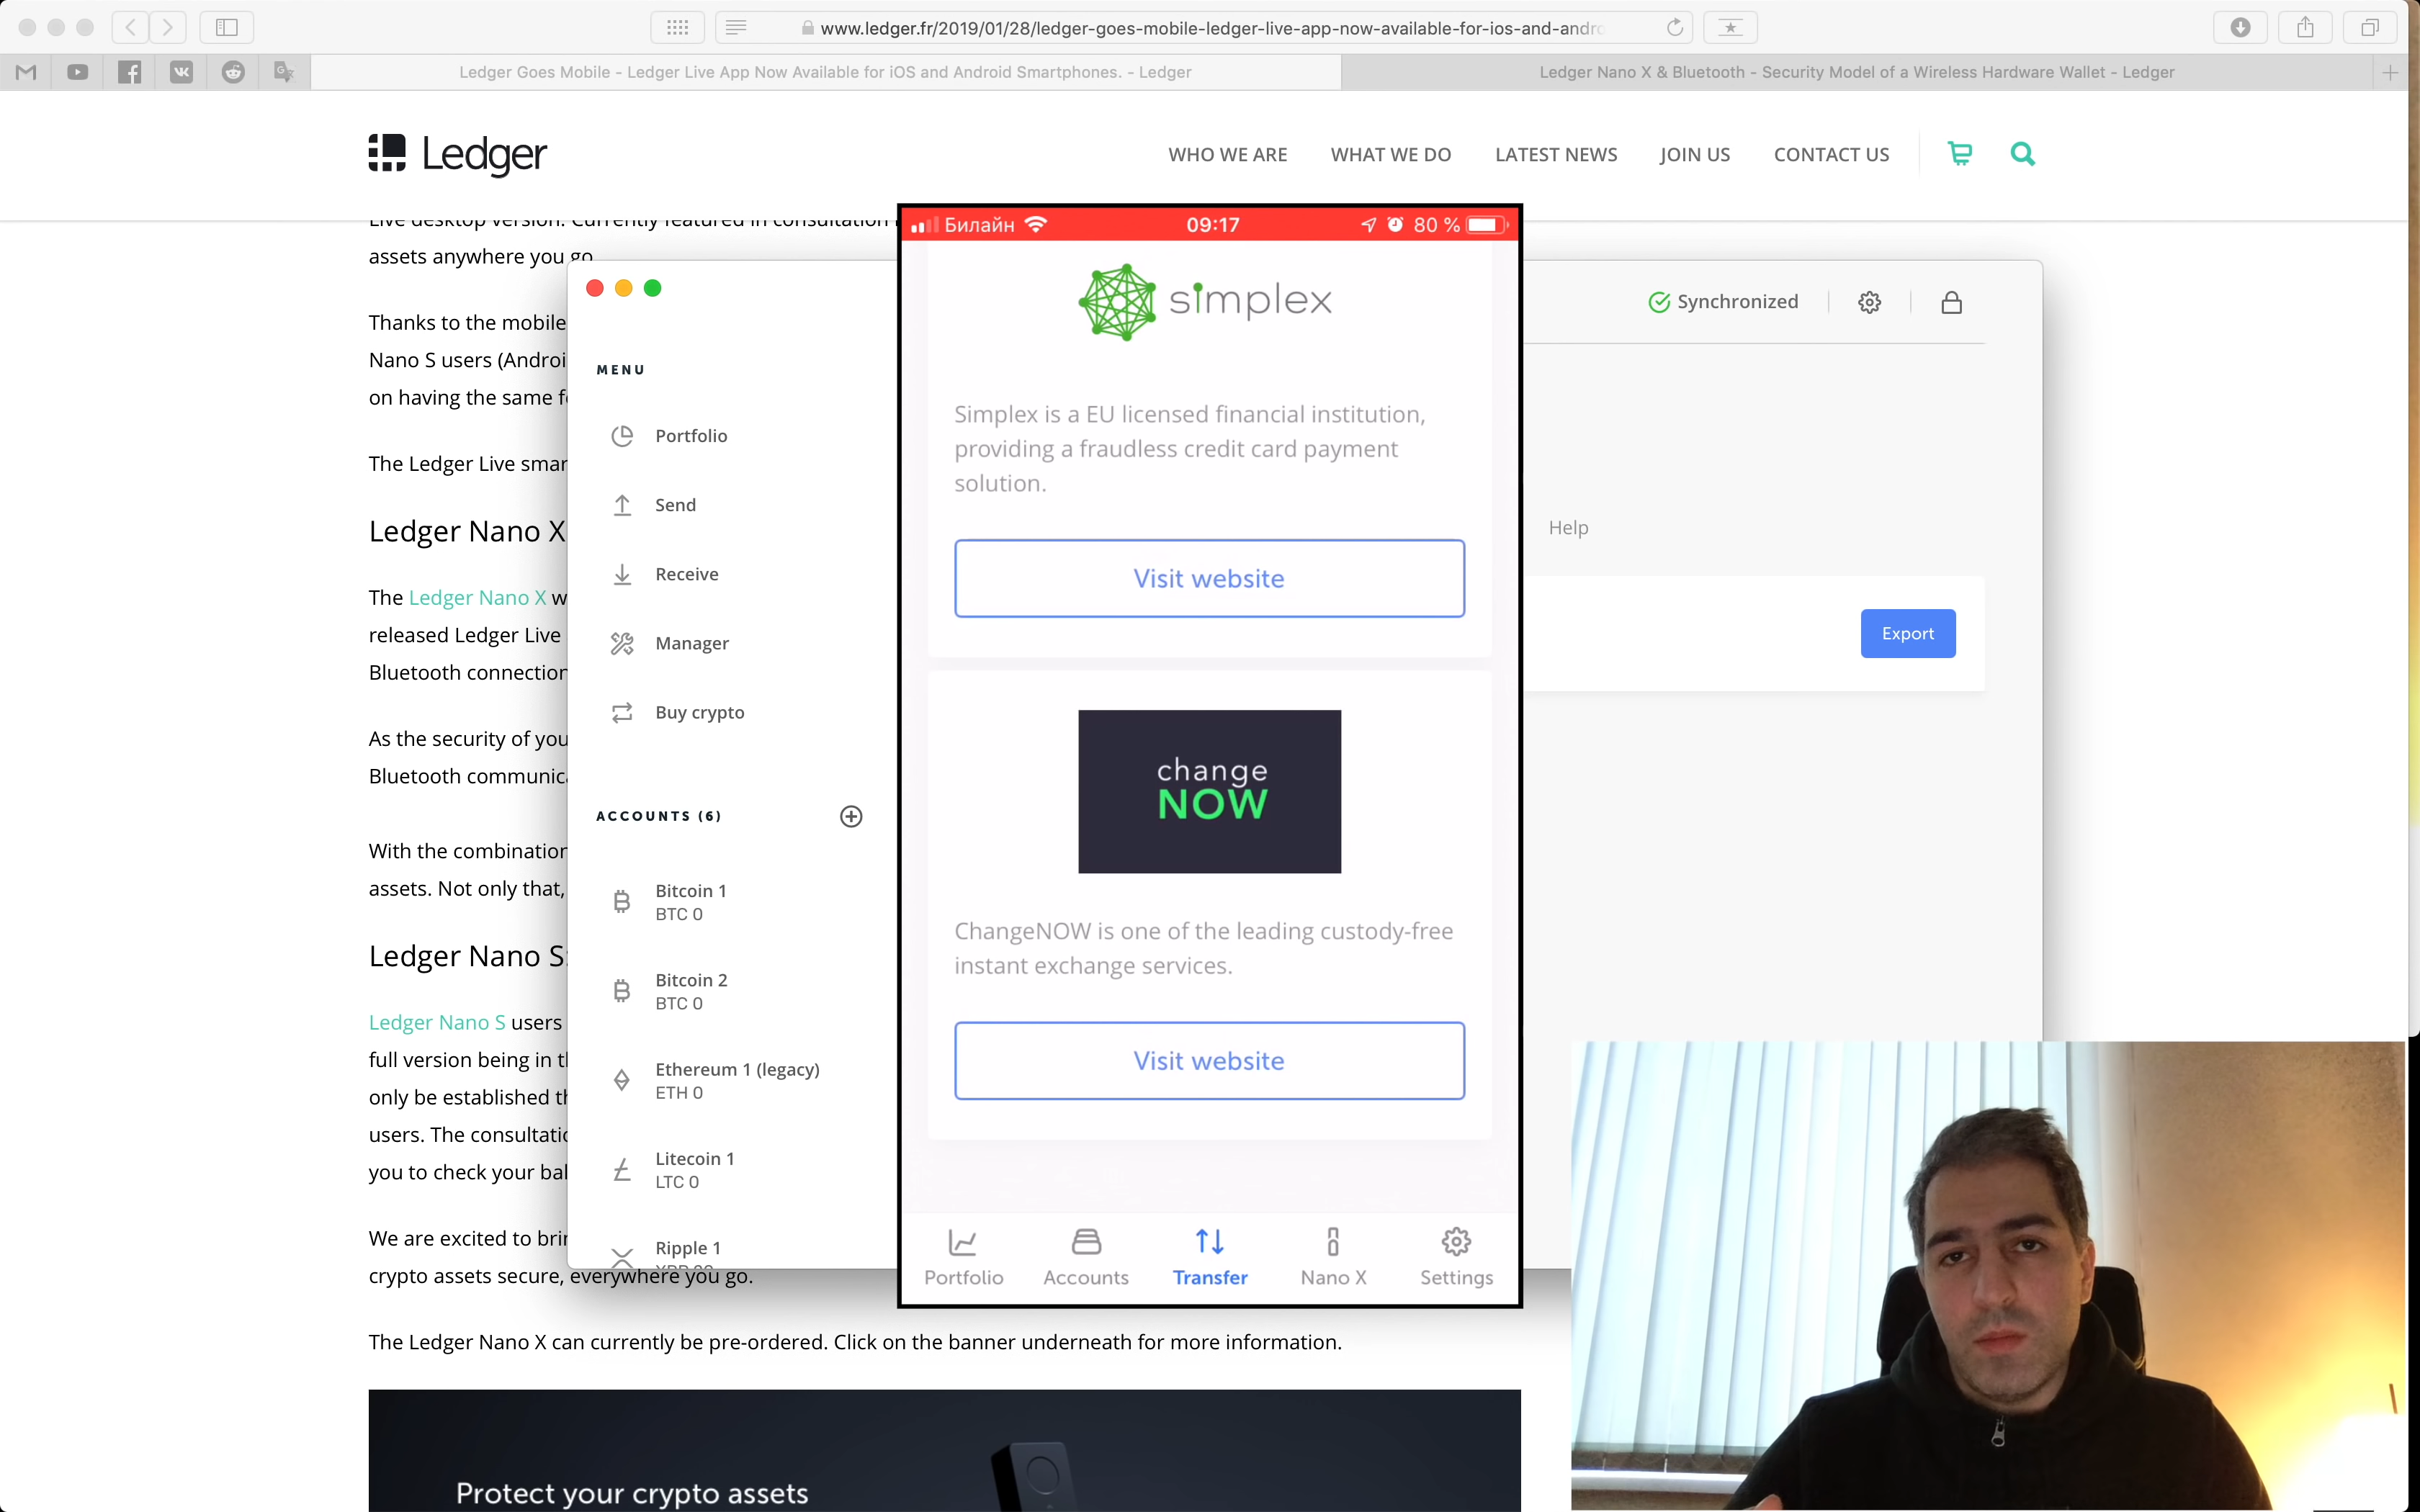 www.ledger.fr/2019/01/28/ledger-goes-mobile-ledger-live-app-now-available-for-ios-and-andro
Ledger Goes Mobile - Ledger Live App Now Available for iOS and Android Smartphones. - Ledger
Ledger Nano X & Bluetooth - Security Model of a Wireless Hardware Wallet - Ledger
Ledger
WHO WE ARE
WHAT WE DO
LATEST NEWS
JOIN US
CONTACT US
Live desktop version. Currently featured in consultation
assets anywhere you go
Thanks to the mobile
Nano S users (Androi
on having the same f
The Ledger Live smar
Ledger Nano X
The Ledger Nano X w
released Ledger Live
Bluetooth connection
As the security of you
Bluetooth communic
With the combination
assets. Not only that,
Ledger Nano S:
Ledger Nano S users
full version being in t
only be established t
users. The consultati
you to check your bal
We are excited to bri
crypto assets secure, everywhere you go.
The Ledger Nano X can currently be pre-ordered. Click on the banner underneath for more information.
Protect your crypto assets
MENU
Portfolio
Send
Receive
Manager
Buy crypto
ACCOUNTS (6)
Bitcoin 1
BTC 0
Bitcoin 2
BTC 0
Ethereum 1 (legacy)
ETH 0
Litecoin 1
LTC 0
Ripple 1
Synchronized
Help
Export
Билайн
09:17
80 %
simplex
Simplex is a EU licensed financial institution,
providing a fraudless credit card payment
solution.
Visit website
change
NOW
ChangeNOW is one of the leading custody-free
instant exchange services.
Visit website
Portfolio
Accounts
Transfer
Nano X
Settings